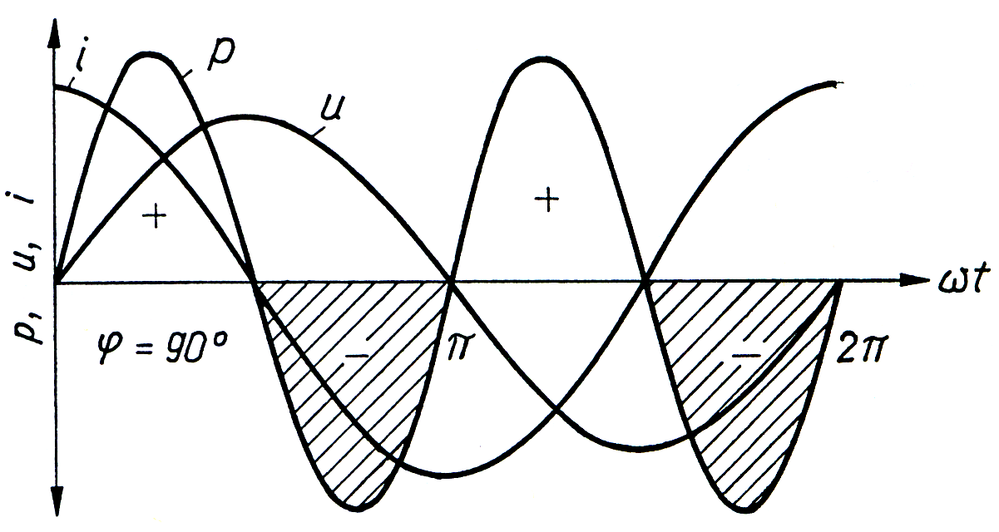 i
p
u
+
+
p, u, i
ωt
φ = 90°
−
π
−
2π